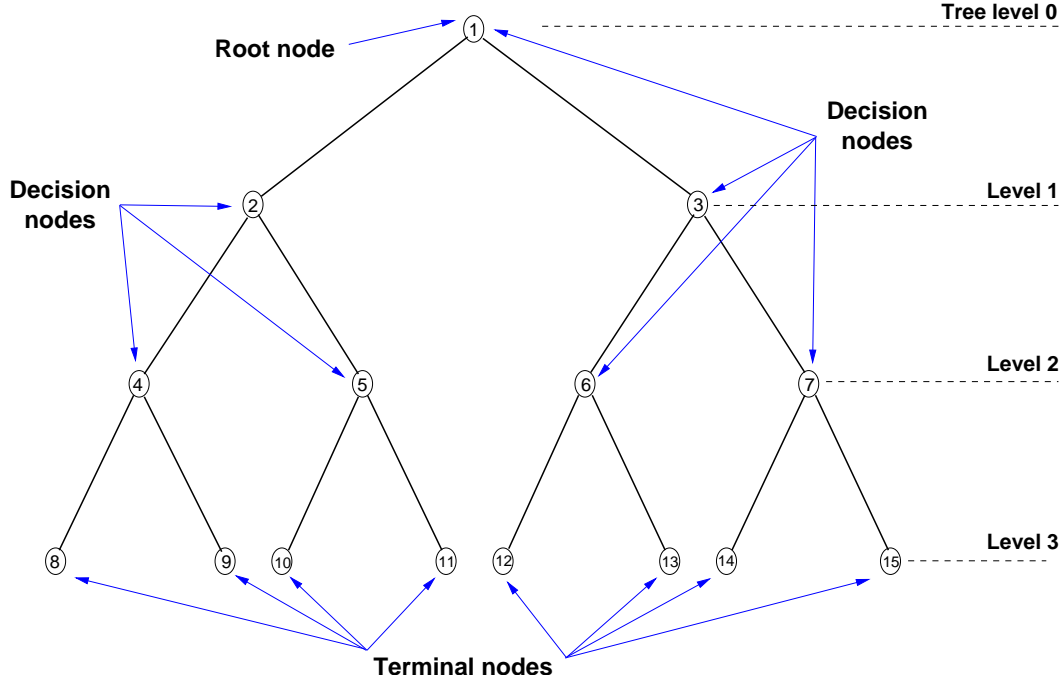 Tree level 0
1
Root node
Decision
nodes
Decision
nodes
2
3
Level 1
4
5
6
7
Level 2
8
9
10
11
12
13
14
15
Level 3
Terminal nodes